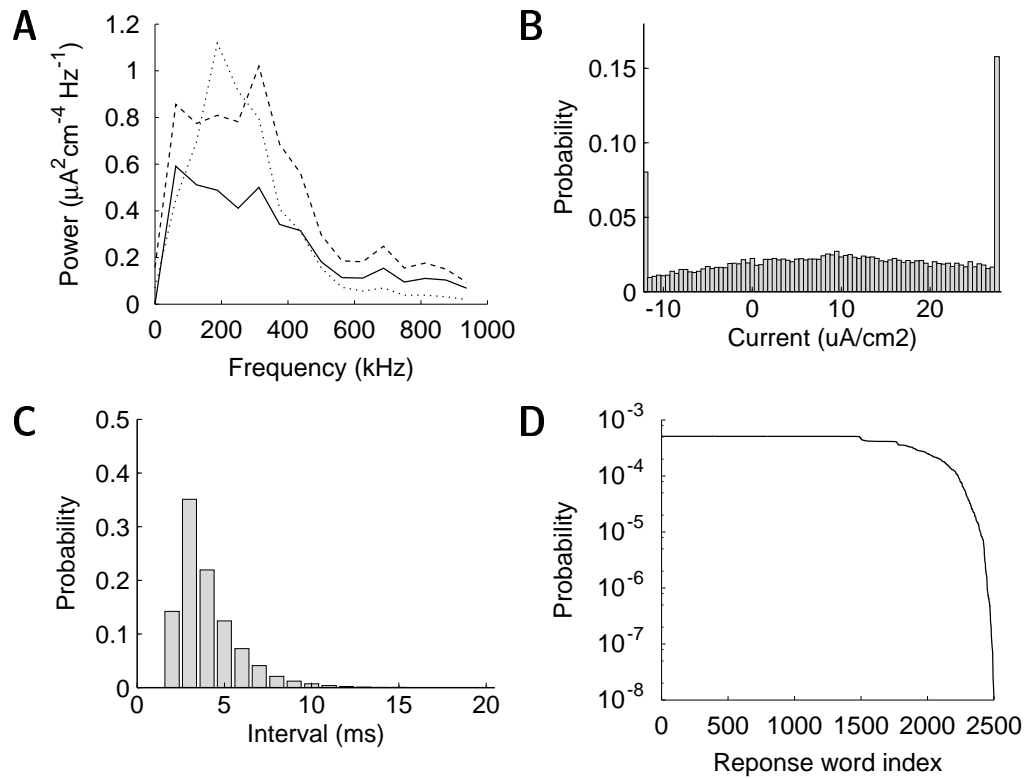 A
Power (μA²cm⁻⁴ Hz⁻¹)
1.2
1
0.8
0.6
0.4
0.2
0
0 200 400 600 800 1000
Frequency (kHz)
B
Probability
0.15
0.10
0.05
0
-10 0 10 20
Current (uA/cm2)
C
Probability
0.5
0.4
0.3
0.2
0.1
0
0 5 10 15 20
Interval (ms)
D
Probability
10⁻³
10⁻⁴
10⁻⁵
10⁻⁶
10⁻⁷
10⁻⁸
0 500 1000 1500 2000 2500
Reponse word index